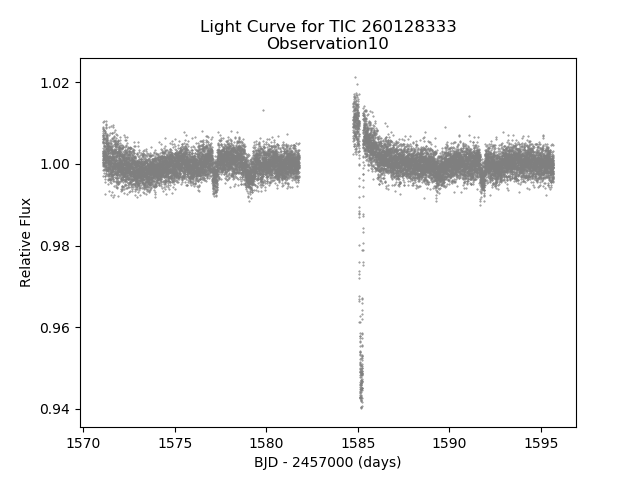 Light Curve for TIC 260128333
Observation10
1.02
1.00
0.98
0.96
0.94
Relative Flux
1570
1575
1580
1585
1590
1595
BJD - 2457000 (days)